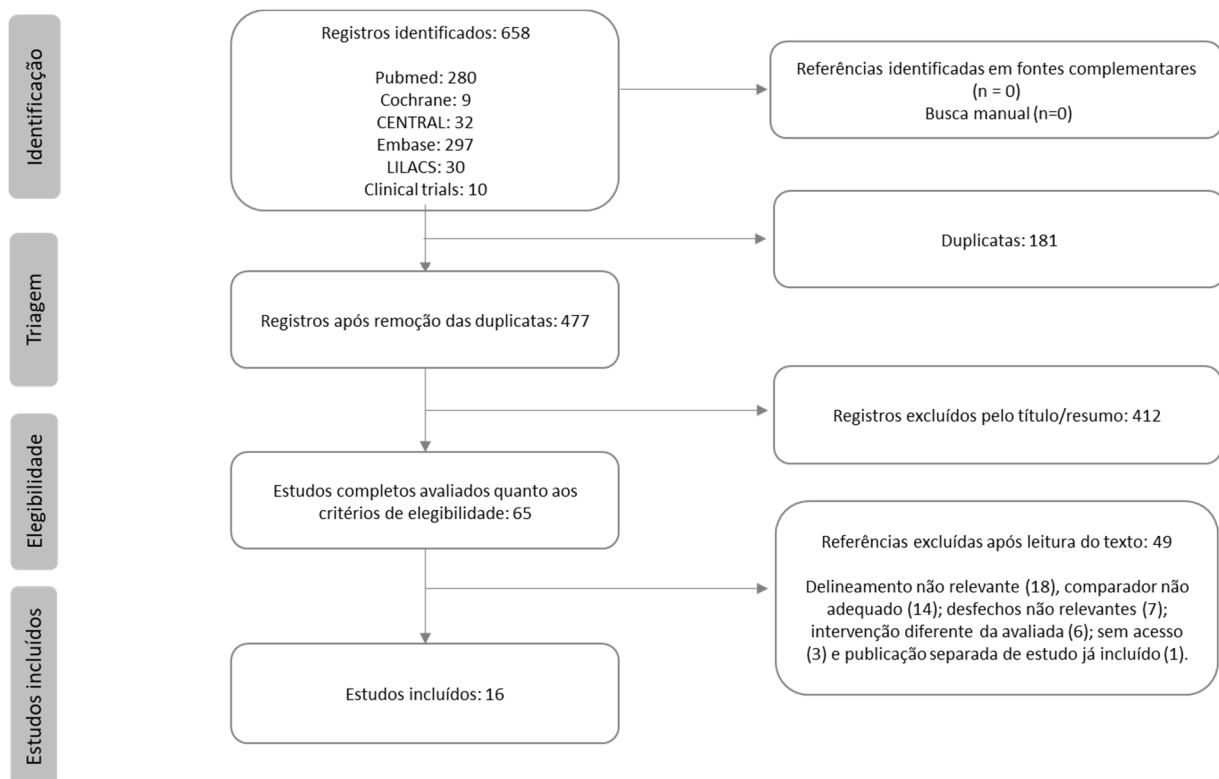 Identificação
Registros identificados: 658
Pubmed: 280
Cochrane: 9
CENTRAL: 32
Embase: 297
LILACS: 30
Clinical trials: 10
Referências identificadas em fontes complementares
(n = 0)
Busca manual (n=0)
Triagem
Duplicatas: 181
Registros após remoção das duplicatas: 477
Registros excluídos pelo título/resumo: 412
Elegibilidade
Estudos completos avaliados quanto aos
critérios de elegibilidade: 65
Referências excluídas após leitura do texto: 49
Delineamento não relevante (18), comparador não
adequado (14); desfechos não relevantes (7);
intervenção diferente da avaliada (6); sem acesso
(3) e publicação separada de estudo já incluído (1).
Estudos incluídos
Estudos incluídos: 16